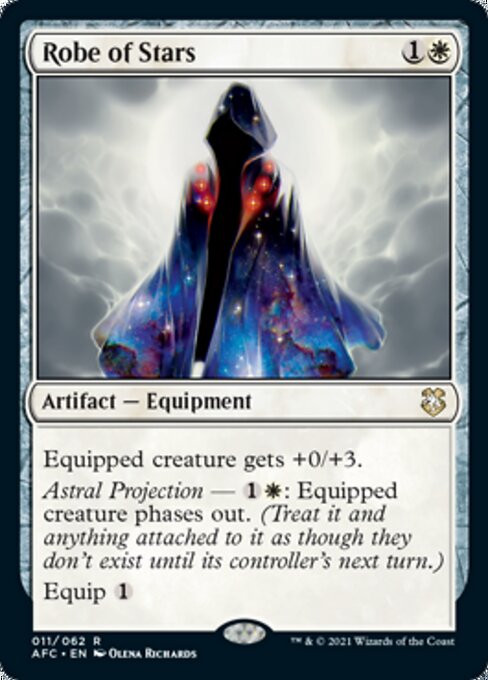 Robe of Stars 1
Artifact — Equipment
Equipped creature gets +0/+3.
Astral Projection — 1 : Equipped
creature phases out. (Treat it and
anything attached to it as though they
don't exist until its controller's next turn.)
Equip 1
011/062 R
™ & © 2021 Wizards of the Coast
AFC • EN Olena Richards